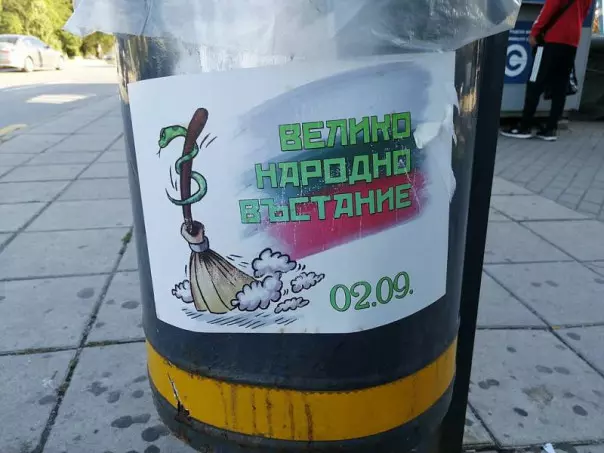 ВЕЛИКО
НАРОДНО
ВЪСТАНИЕ
02.09.